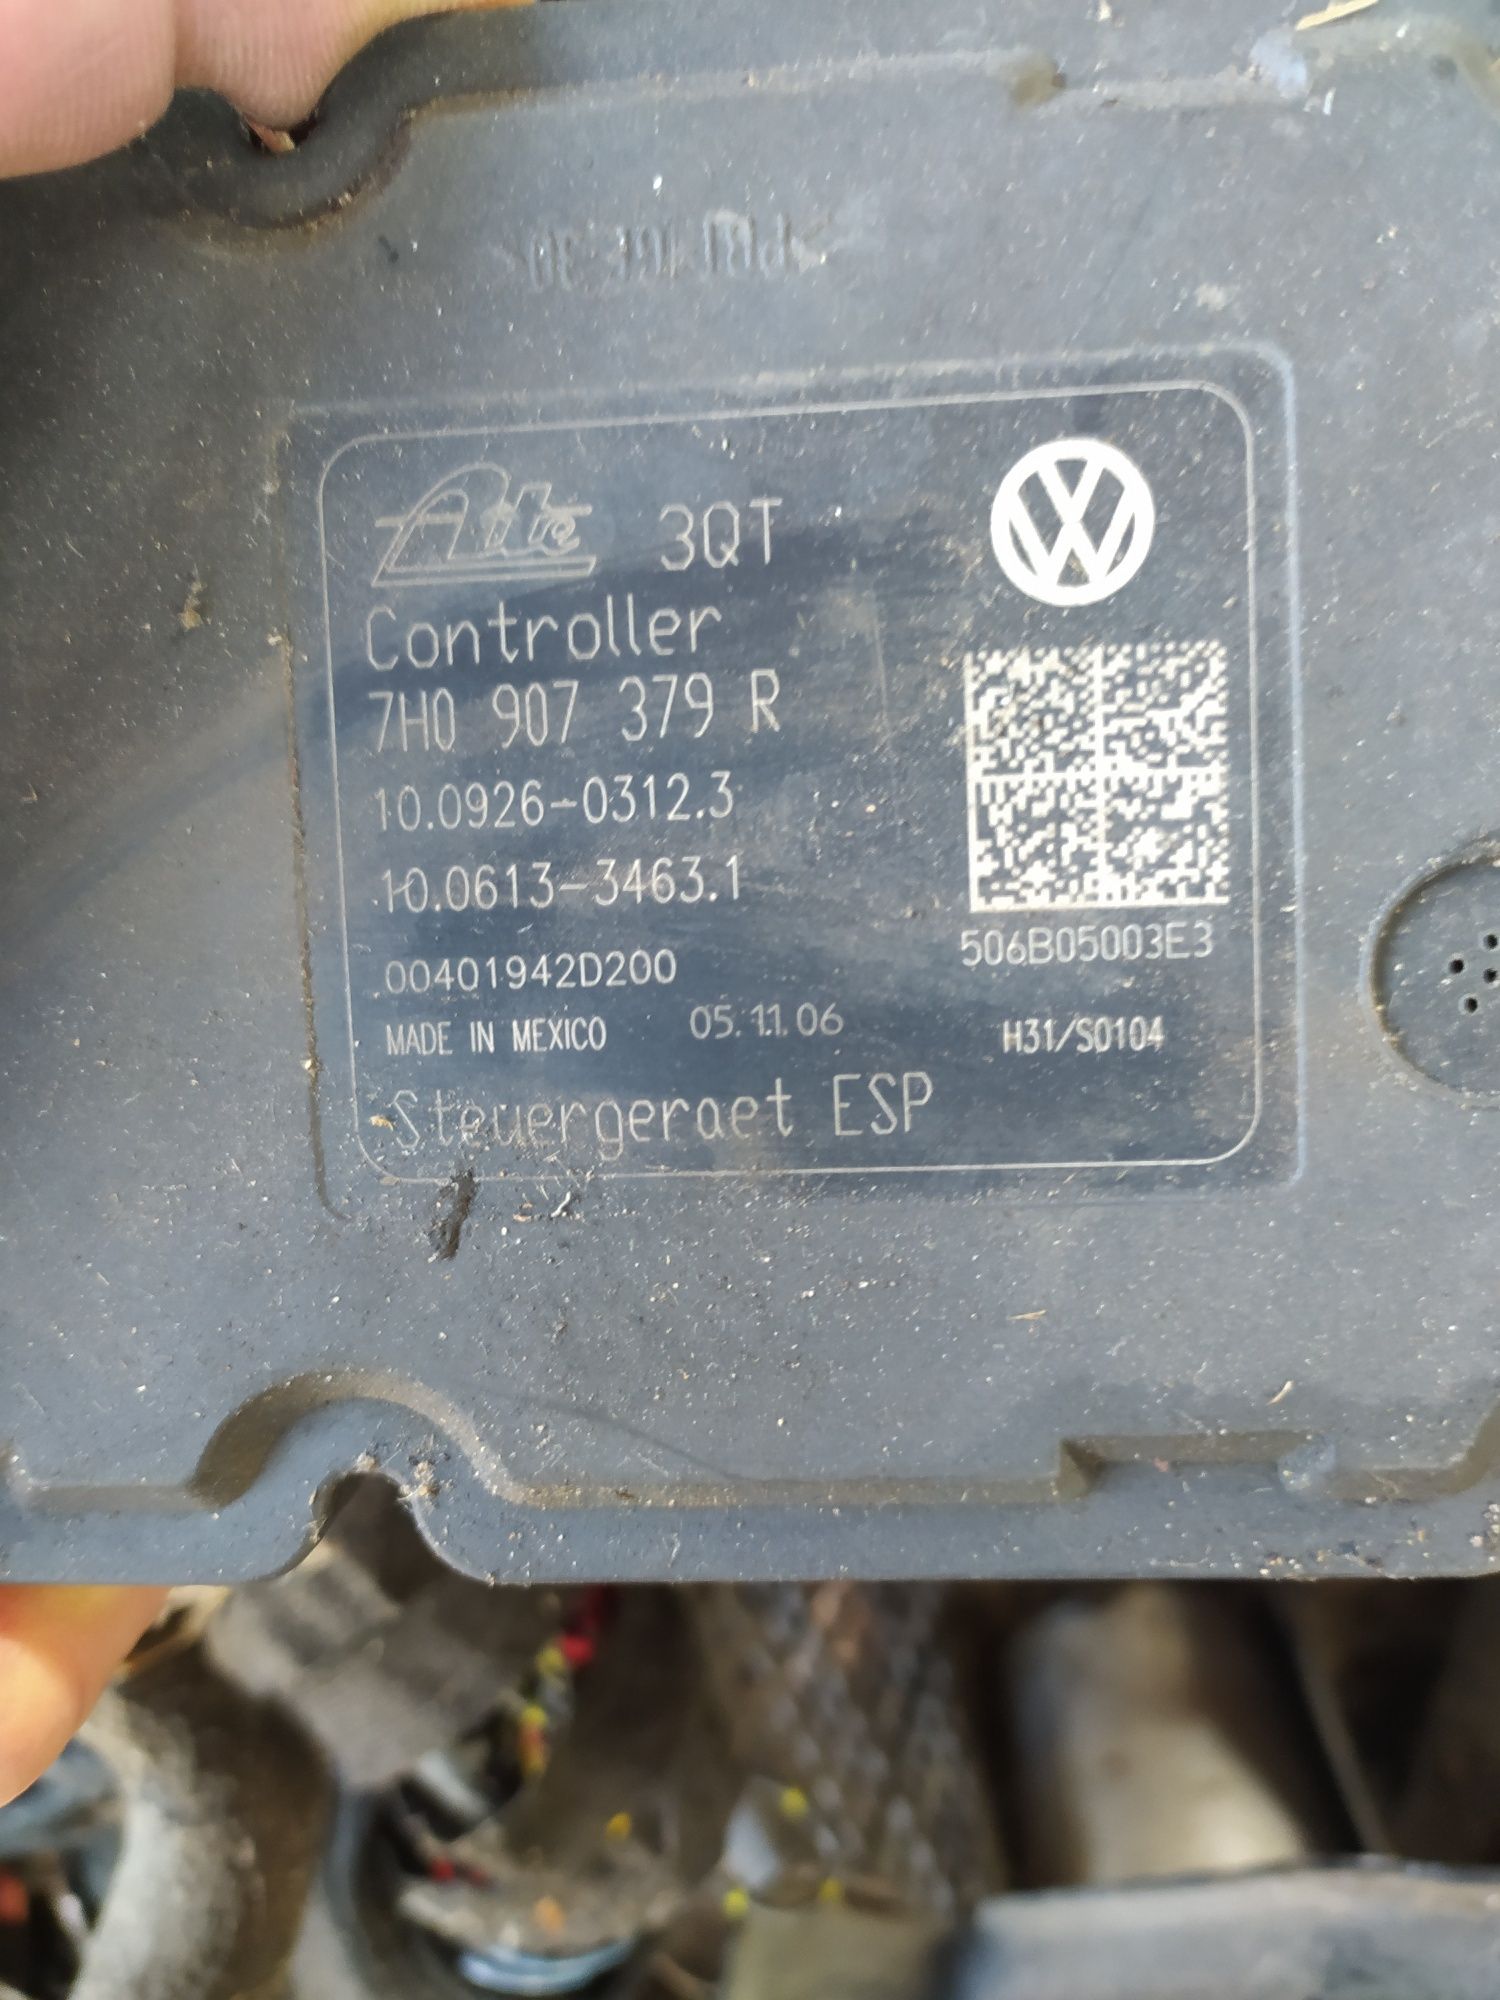 Ate 3QT
Controller
7H0 907 379 R
10.0926-0312.3
10.0613-3463.1
506B05003E3
00401942D200
MADE IN MEXICO 05.11.06 H31/S0104
Steuergeraet ESP